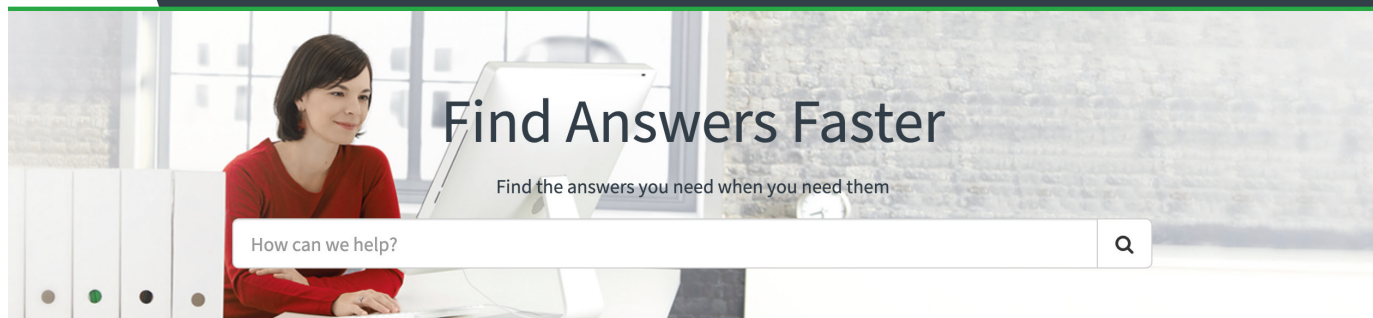 Find Answers Faster
Find the answers you need when you need them
How can we help?